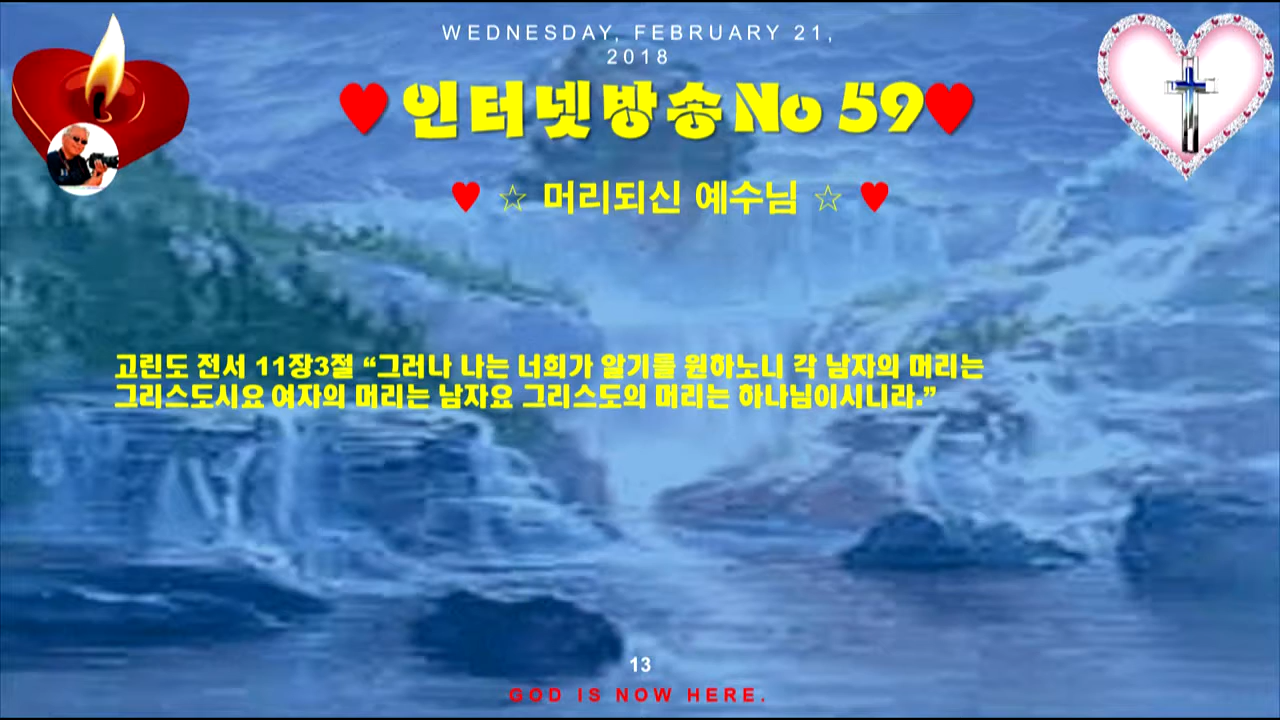 WEDNESDAY, FEBRUARY 21,
2018
♥인터넷방송No 59♥
♥ ☆ 머리되신 예수님 ☆ ♥
고린도 전서 11장3절 “그러나 나는 너희가 알기를 원하노니 각 남자의 머리는
그리스도시요 여자의 머리는 남자요 그리스도의 머리는 하나님이시니라.”
13
GOD IS NOW HERE.